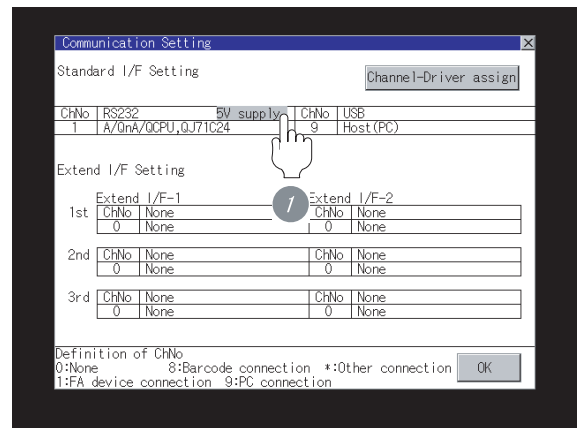 Communication Setting
Standard I/F Setting
Channel-Driver assign
ChNo RS232 5V supply ChNo USB
1 A/QnA/QCPU,QJ71C24 9 Host(PC)
Extend I/F Setting
Extend I/F-1 Extend I/F-2
1st ChNo None ChNo None
0 None 0 None
2nd ChNo None ChNo None
0 None 0 None
3rd ChNo None ChNo None
0 None 0 None
1
Definition of ChNo
0:None 8:Barcode connection *:Other connection OK
1:FA device connection 9:PC connection